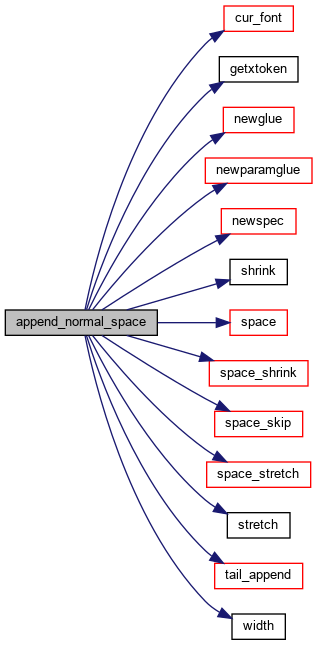 cur_font
getxtoken
newglue
newparamglue
newspec
shrink
append_normal_space
space
space_shrink
space_skip
space_stretch
stretch
tail_append
width